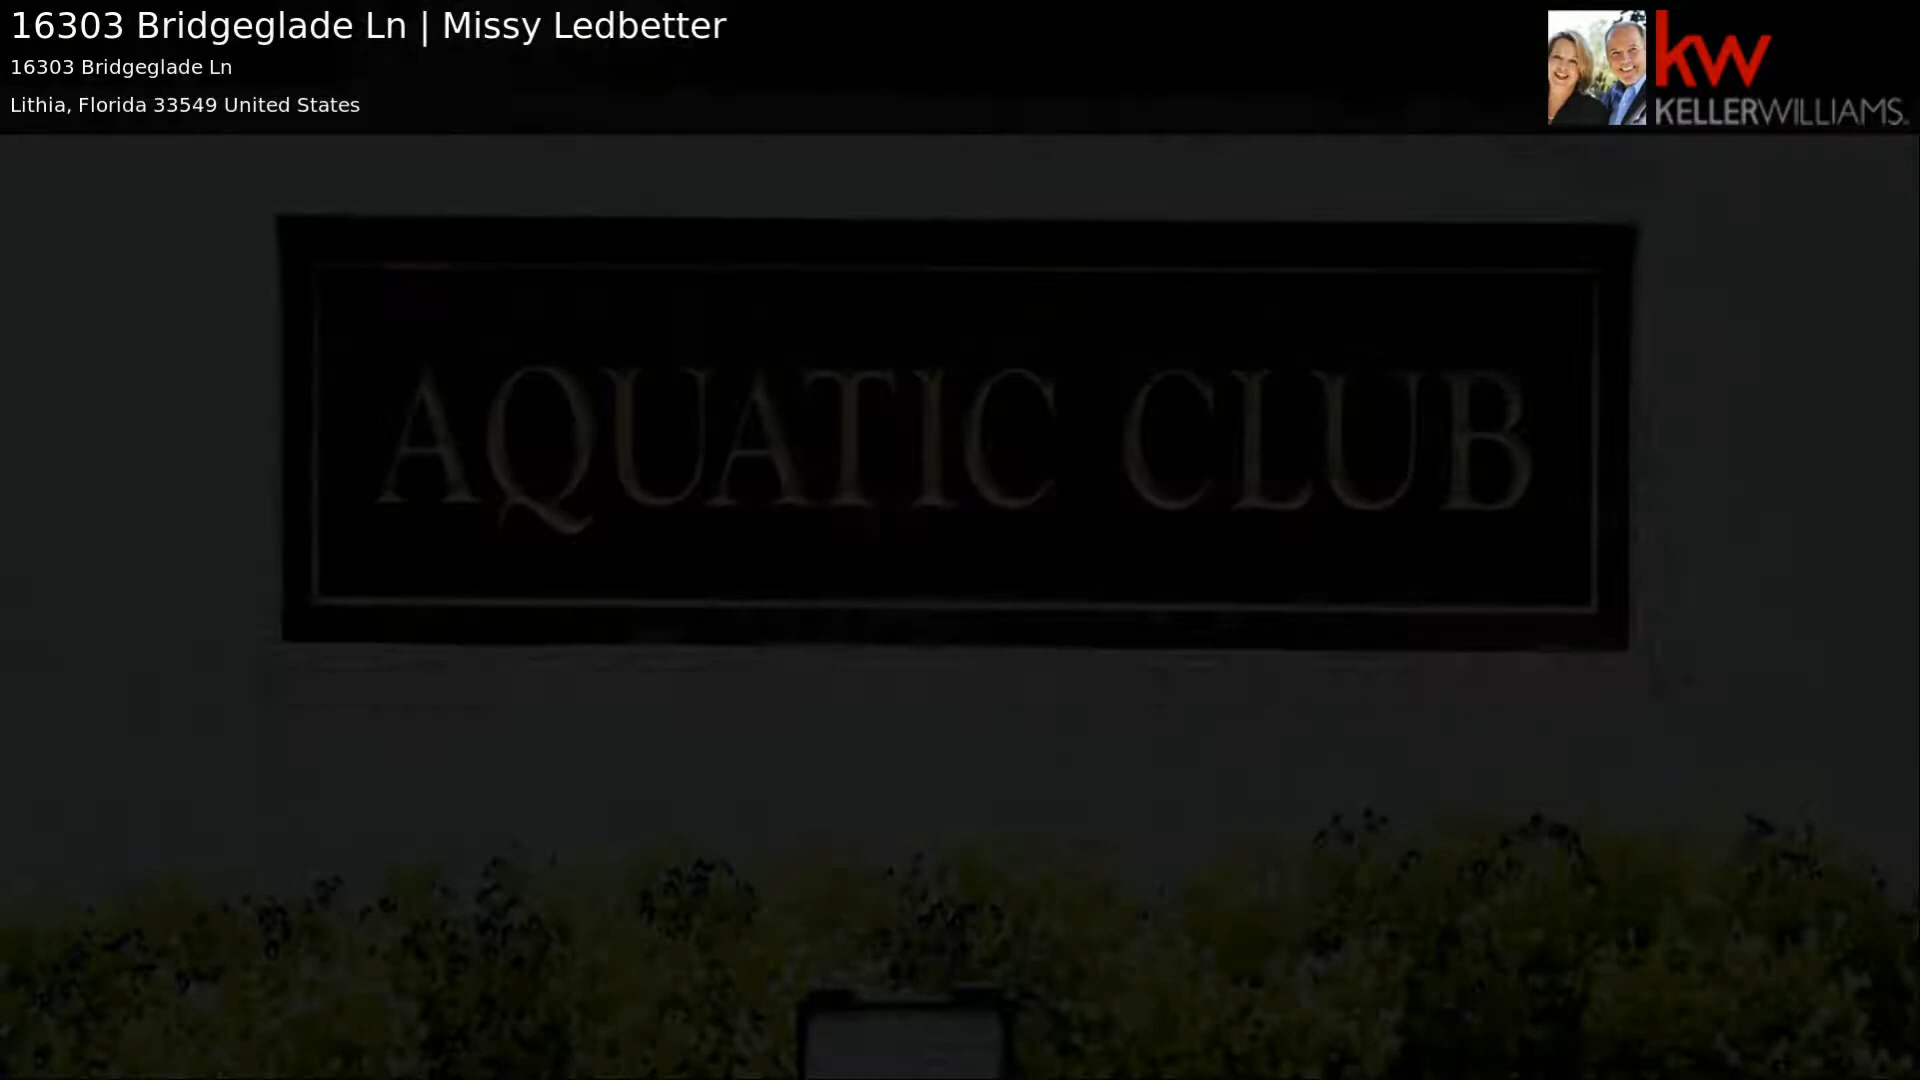 16303 Bridgeglade Ln | Missy Ledbetter
16303 Bridgeglade Ln
Lithia, Florida 33549 United States
kw
KELLERWILLIAMS.
AQUATIC CLUB